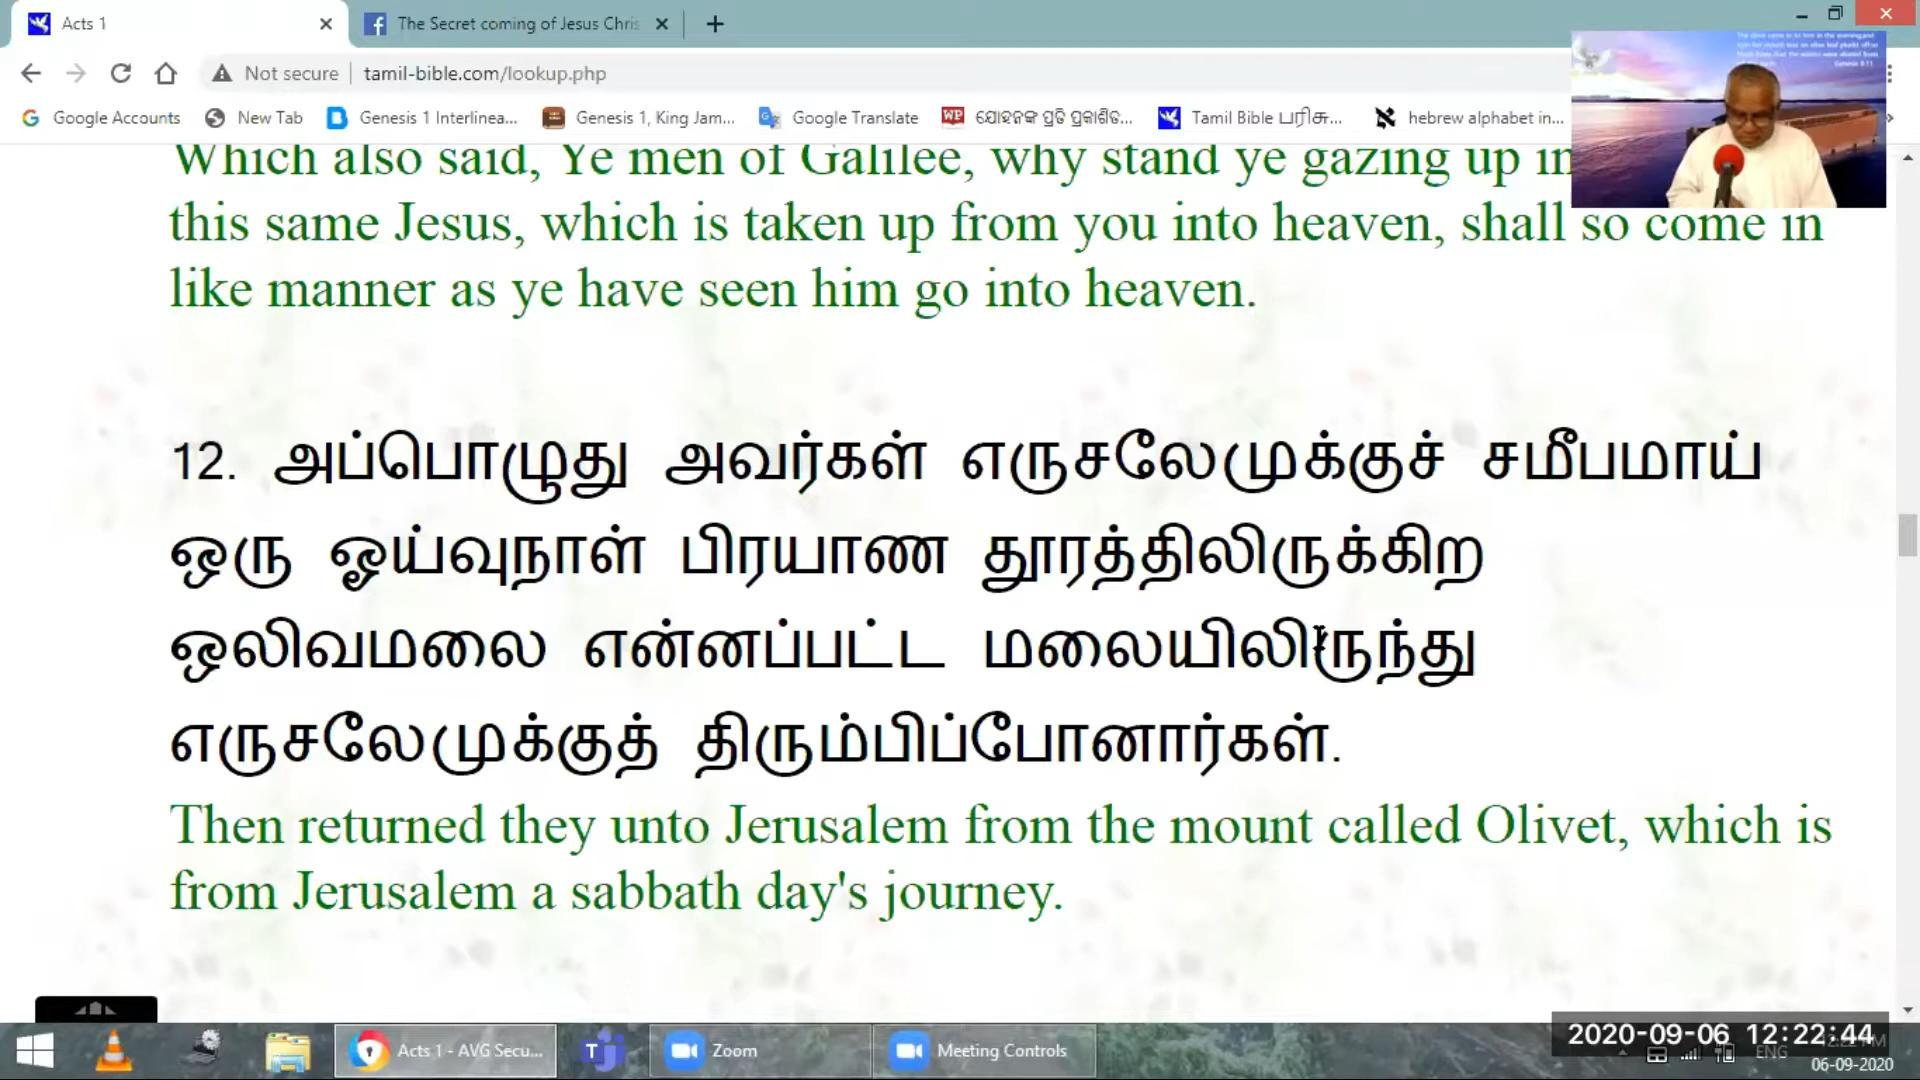 Acts 1
The Secret coming of Jesus Chris
Not secure
tamil-bible.com/lookup.php
Google Accounts
New Tab
Genesis 1 Interlinea...
Genesis 1, King Jam...
Google Translate
WP
ଯୋହନଙ୍କ ପ୍ରତି ପ୍ରକାଶିତ...
Tamil Bible பரிசு...
hebrew alphabet in...
Which also said, Ye men of Galilee, why stand ye gazing up in
this same Jesus, which is taken up from you into heaven, shall so come in
like manner as ye have seen him go into heaven.
12. அப்பொழுது அவர்கள் எருசலேமுக்குச் சமீபமாய்
ஒரு ஓய்வுநாள் பிரயாண தூரத்திலிருக்கிற
ஒலிவமலை என்னப்பட்ட மலையிலிருந்து
எருசலேமுக்குத் திரும்பிப்போனார்கள்.
Then returned they unto Jerusalem from the mount called Olivet, which is
from Jerusalem a sabbath day's journey.
Acts 1 - AVG Secu...
Zoom
Meeting Controls
2020-09-06 12:22:44
ENG
06-09-2020